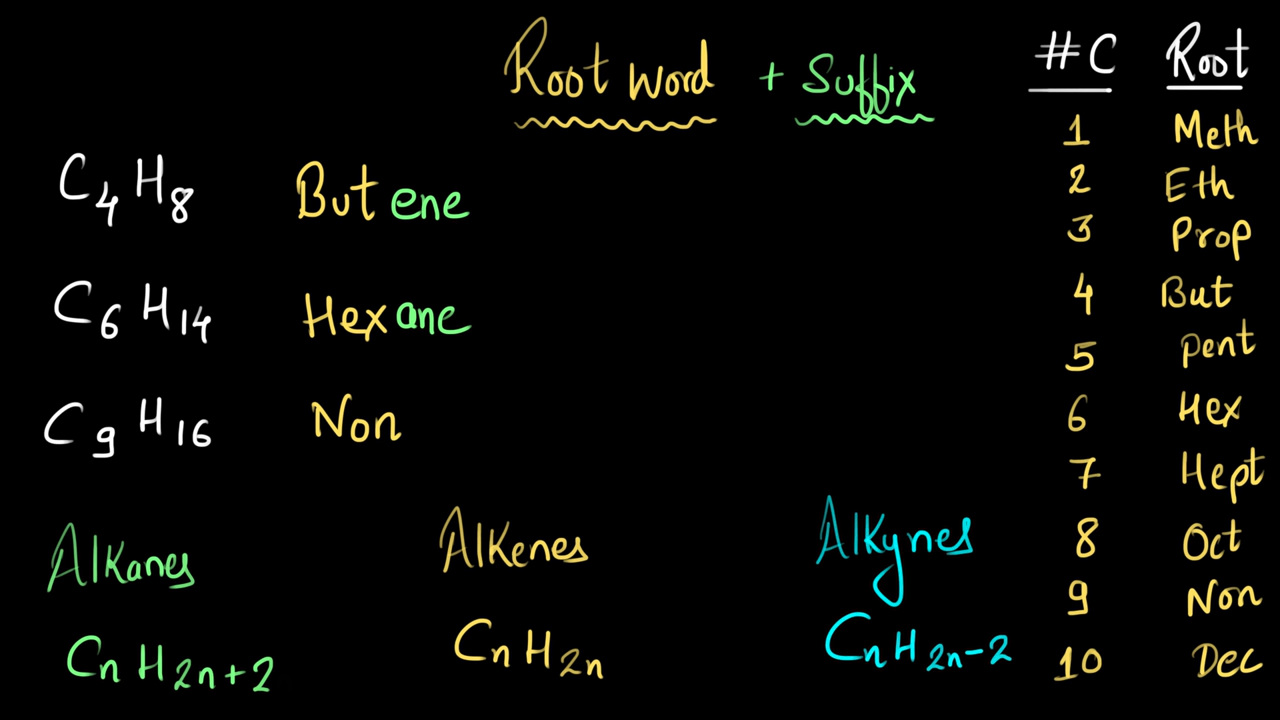 Root word + Suffix
#C Root
1 Meth
2 Eth
3 Prop
4 But
5 Pent
6 Hex
7 Hept
8 Oct
9 Non
10 Dec
C₄H₈ Butene
C₆H₁₄ Hexane
C₉H₁₆ Non
Alkanes Alkenes Alkynes
CₙH₂ₙ₊₂ CₙH₂ₙ CₙH₂ₙ₋₂